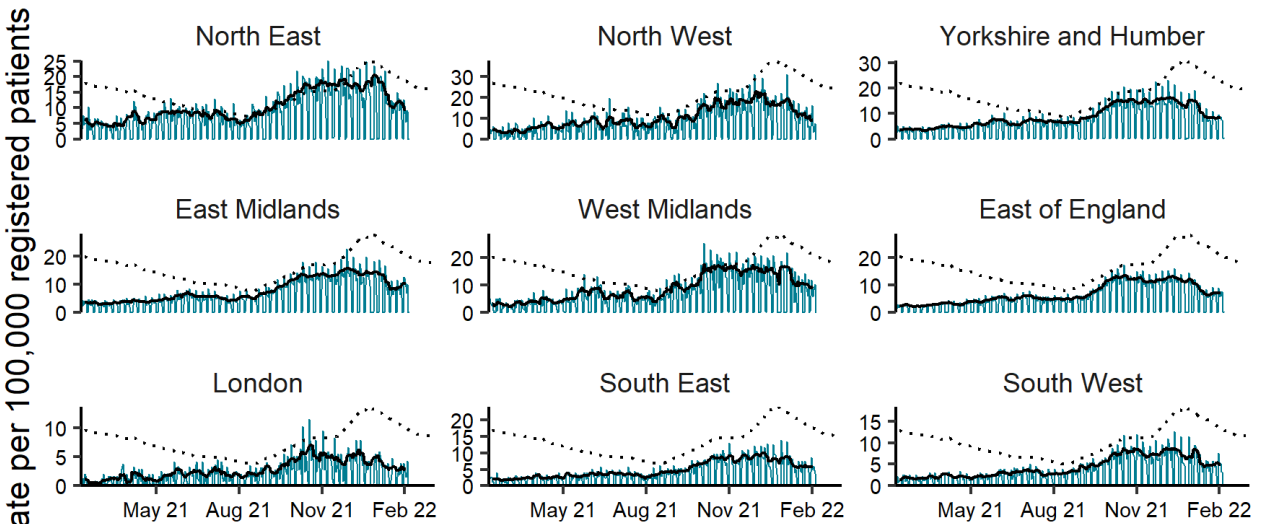 ate per 100,000 registered patients
North East
North West
Yorkshire and Humber
25
20
15
10
5
0
30
20
10
0
30
20
10
0
East Midlands
West Midlands
East of England
20
10
0
20
10
0
20
10
0
London
South East
South West
10
5
0
20
15
10
5
0
15
10
5
0
May 21 Aug 21 Nov 21 Feb 22
May 21 Aug 21 Nov 21 Feb 22
May 21 Aug 21 Nov 21 Feb 22